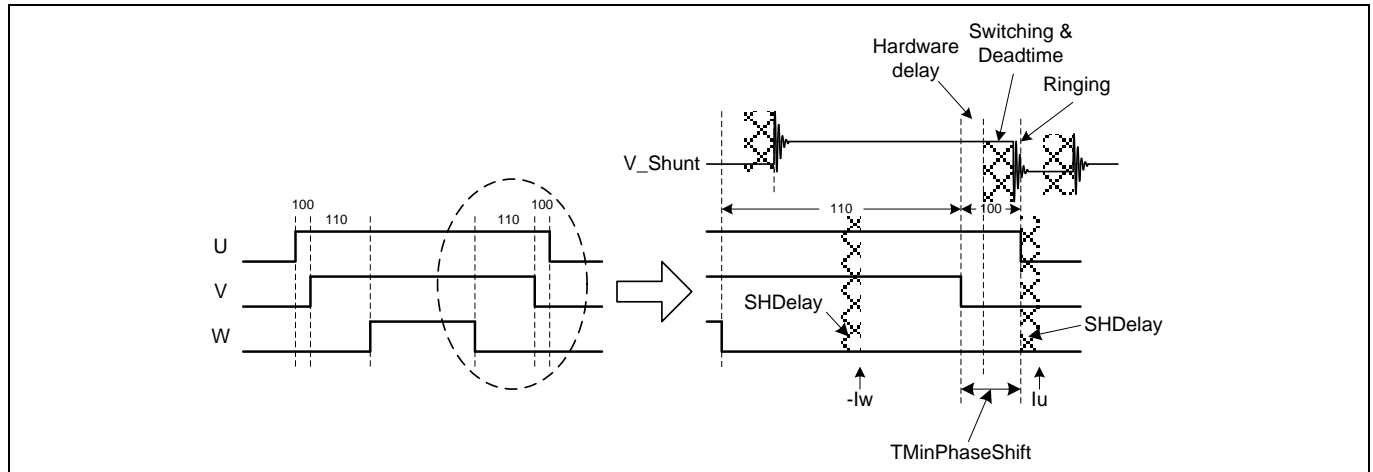 Hardware
delay
Switching &
Deadtime
Ringing
V_Shunt
110
100
100
110
110
100
U
V
W
SHDelay
SHDelay
-Iw
Iu
TMinPhaseShift